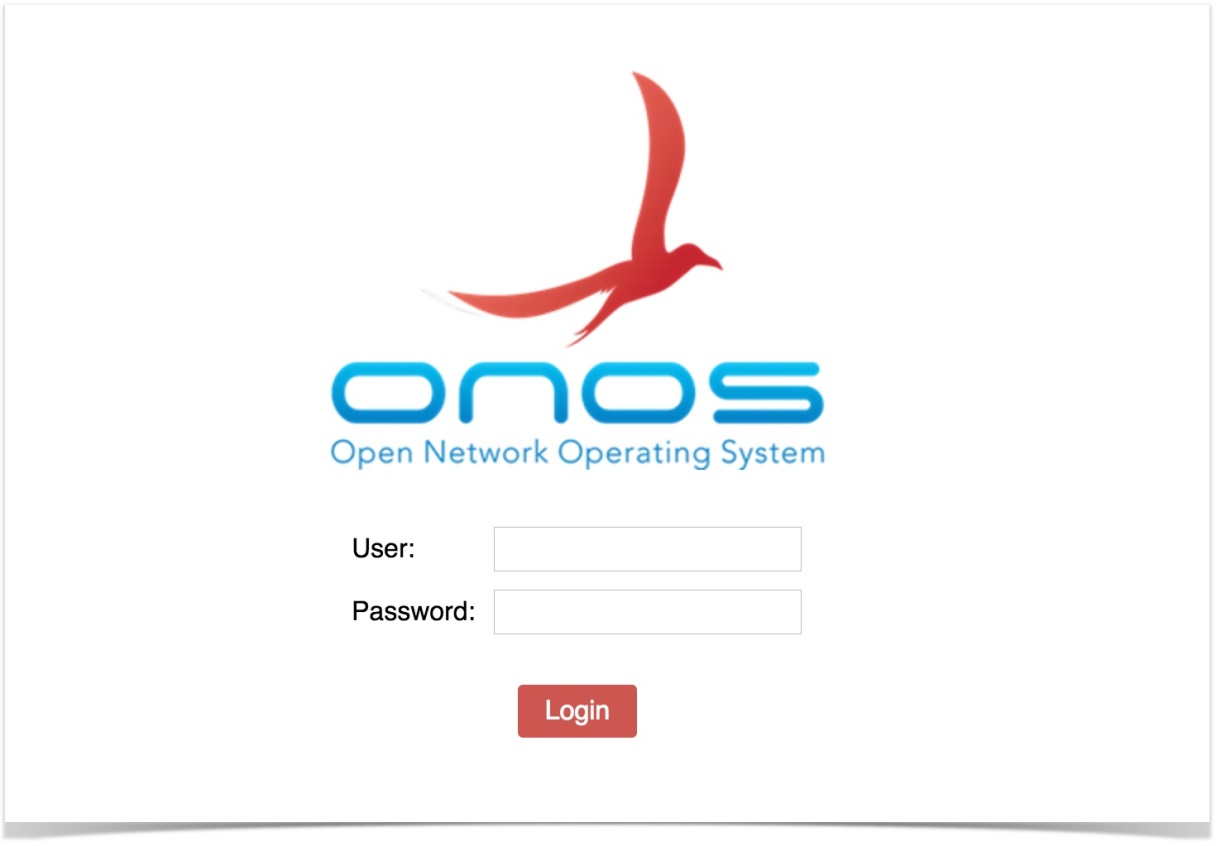 onos
Open Network Operating System
User:
Password:
Login